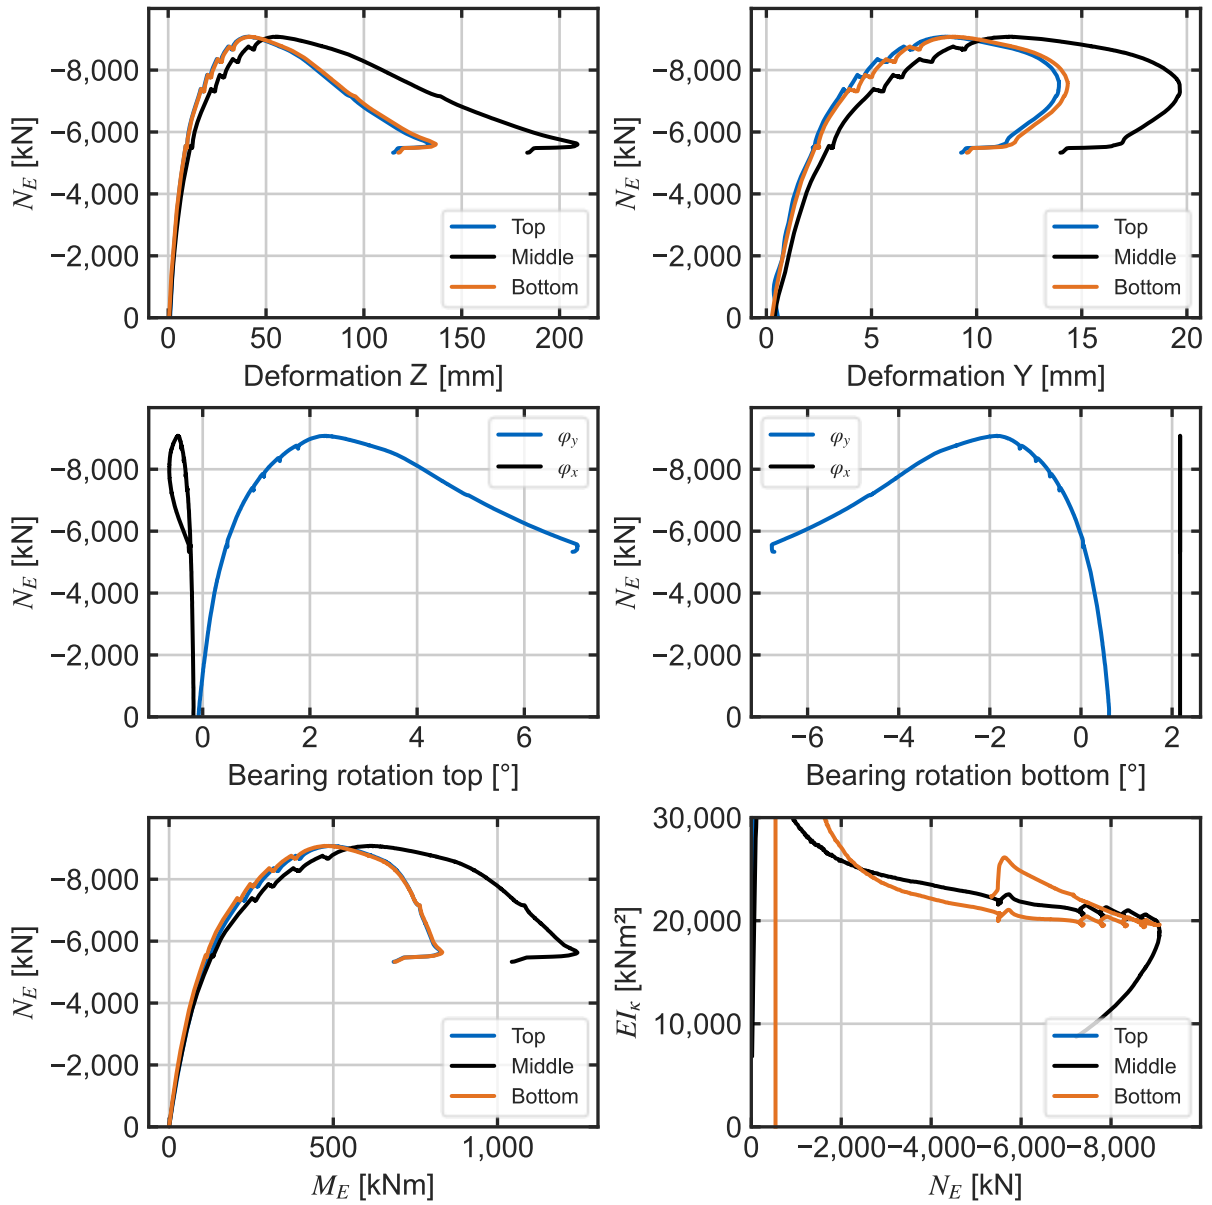 −8,000
−6,000
−4,000
−2,000
0
N_E [kN]
0 50 100 150 200
Deformation Z [mm]
Top
Middle
Bottom
−8,000
−6,000
−4,000
−2,000
0
N_E [kN]
0 5 10 15 20
Deformation Y [mm]
Top
Middle
Bottom
−8,000
−6,000
−4,000
−2,000
0
N_E [kN]
0 2 4 6
Bearing rotation top [°]
φ_y
φ_x
−8,000
−6,000
−4,000
−2,000
0
N_E [kN]
−6 −4 −2 0 2
Bearing rotation bottom [°]
φ_y
φ_x
−8,000
−6,000
−4,000
−2,000
0
N_E [kN]
0 500 1,000
M_E [kNm]
Top
Middle
Bottom
30,000
20,000
10,000
0
EI_κ [kNm²]
0 −2,000 −4,000 −6,000 −8,000
N_E [kN]
Top
Middle
Bottom